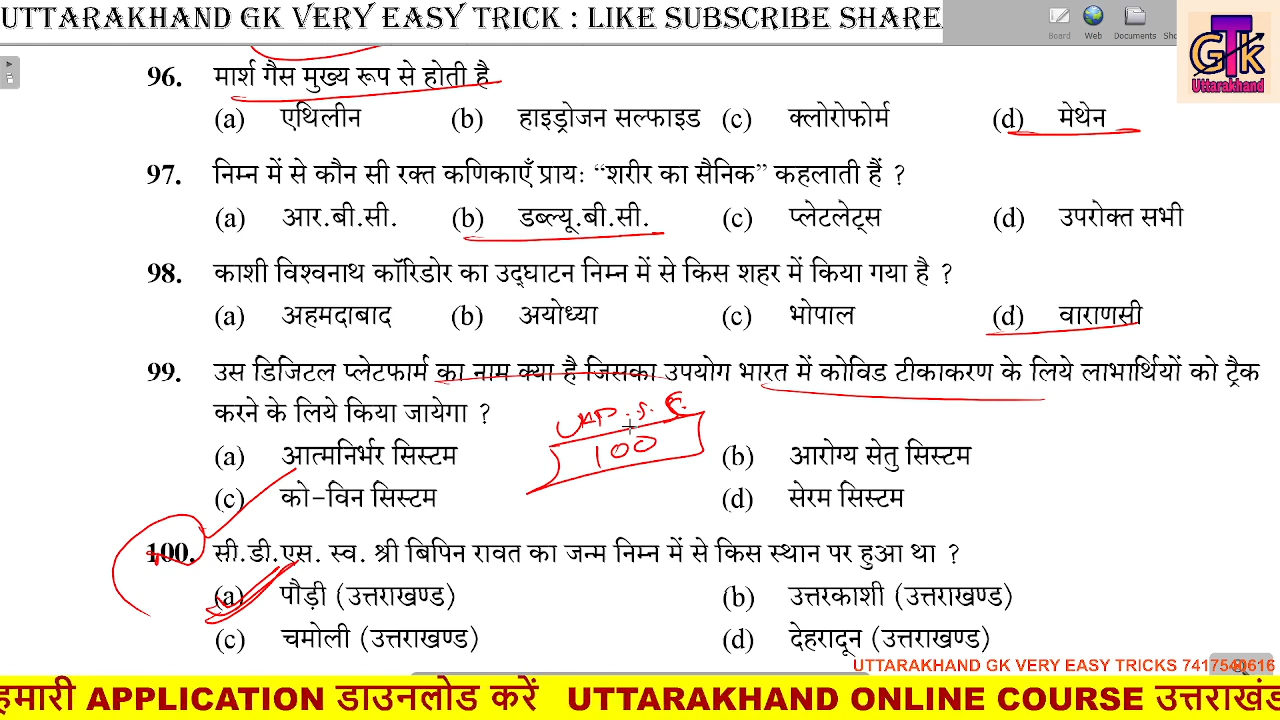 UTTARAKHAND GK VERY EASY TRICK : LIKE SUBSCRIBE SHARE
Board Web Documents
GTK
Uttarakhand
96. मार्श गैस मुख्य रूप से होती है
(a) एथिलीन (b) हाइड्रोजन सल्फाइड (c) क्लोरोफोर्म (d) मेथेन
97. निम्न में से कौन सी रक्त कणिकाएँ प्रायः “शरीर का सैनिक” कहलाती हैं ?
(a) आर.बी.सी. (b) डब्ल्यू.बी.सी. (c) प्लेटलेट्स (d) उपरोक्त सभी
98. काशी विश्वनाथ कॉरिडोर का उद्घाटन निम्न में से किस शहर में किया गया है ?
(a) अहमदाबाद (b) अयोध्या (c) भोपाल (d) वाराणसी
99. उस डिजिटल प्लेटफार्म का नाम क्या है जिसका उपयोग भारत में कोविड टीकाकरण के लिये लाभार्थियों को ट्रैक
करने के लिये किया जायेगा ?
100
(a) आत्मनिर्भर सिस्टम (b) आरोग्य सेतु सिस्टम
(c) को-विन सिस्टम (d) सेरम सिस्टम
100. सी.डी.एस. स्व. श्री बिपिन रावत का जन्म निम्न में से किस स्थान पर हुआ था ?
(a) पौड़ी (उत्तराखण्ड) (b) उत्तरकाशी (उत्तराखण्ड)
(c) चमोली (उत्तराखण्ड) (d) देहरादून (उत्तराखण्ड)
UTTARAKHAND GK VERY EASY TRICKS 7417540616
हमारी APPLICATION डाउनलोड करें UTTARAKHAND ONLINE COURSE उत्तराखंड